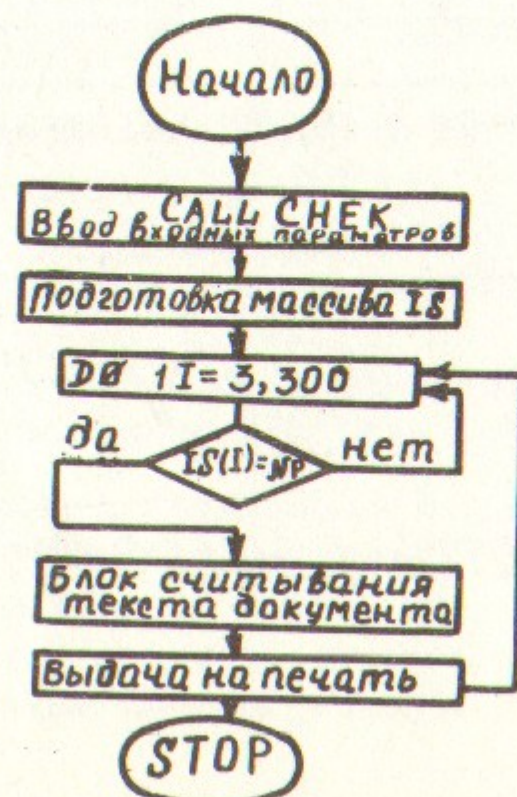 Начало
CALL CHEK
Ввод входных параметров
Подготовка массива IS
DØ 1 I = 3,300
да
IS(I)=NP
нет
Блок считывания
текста документа
Выдача на печать
STOP